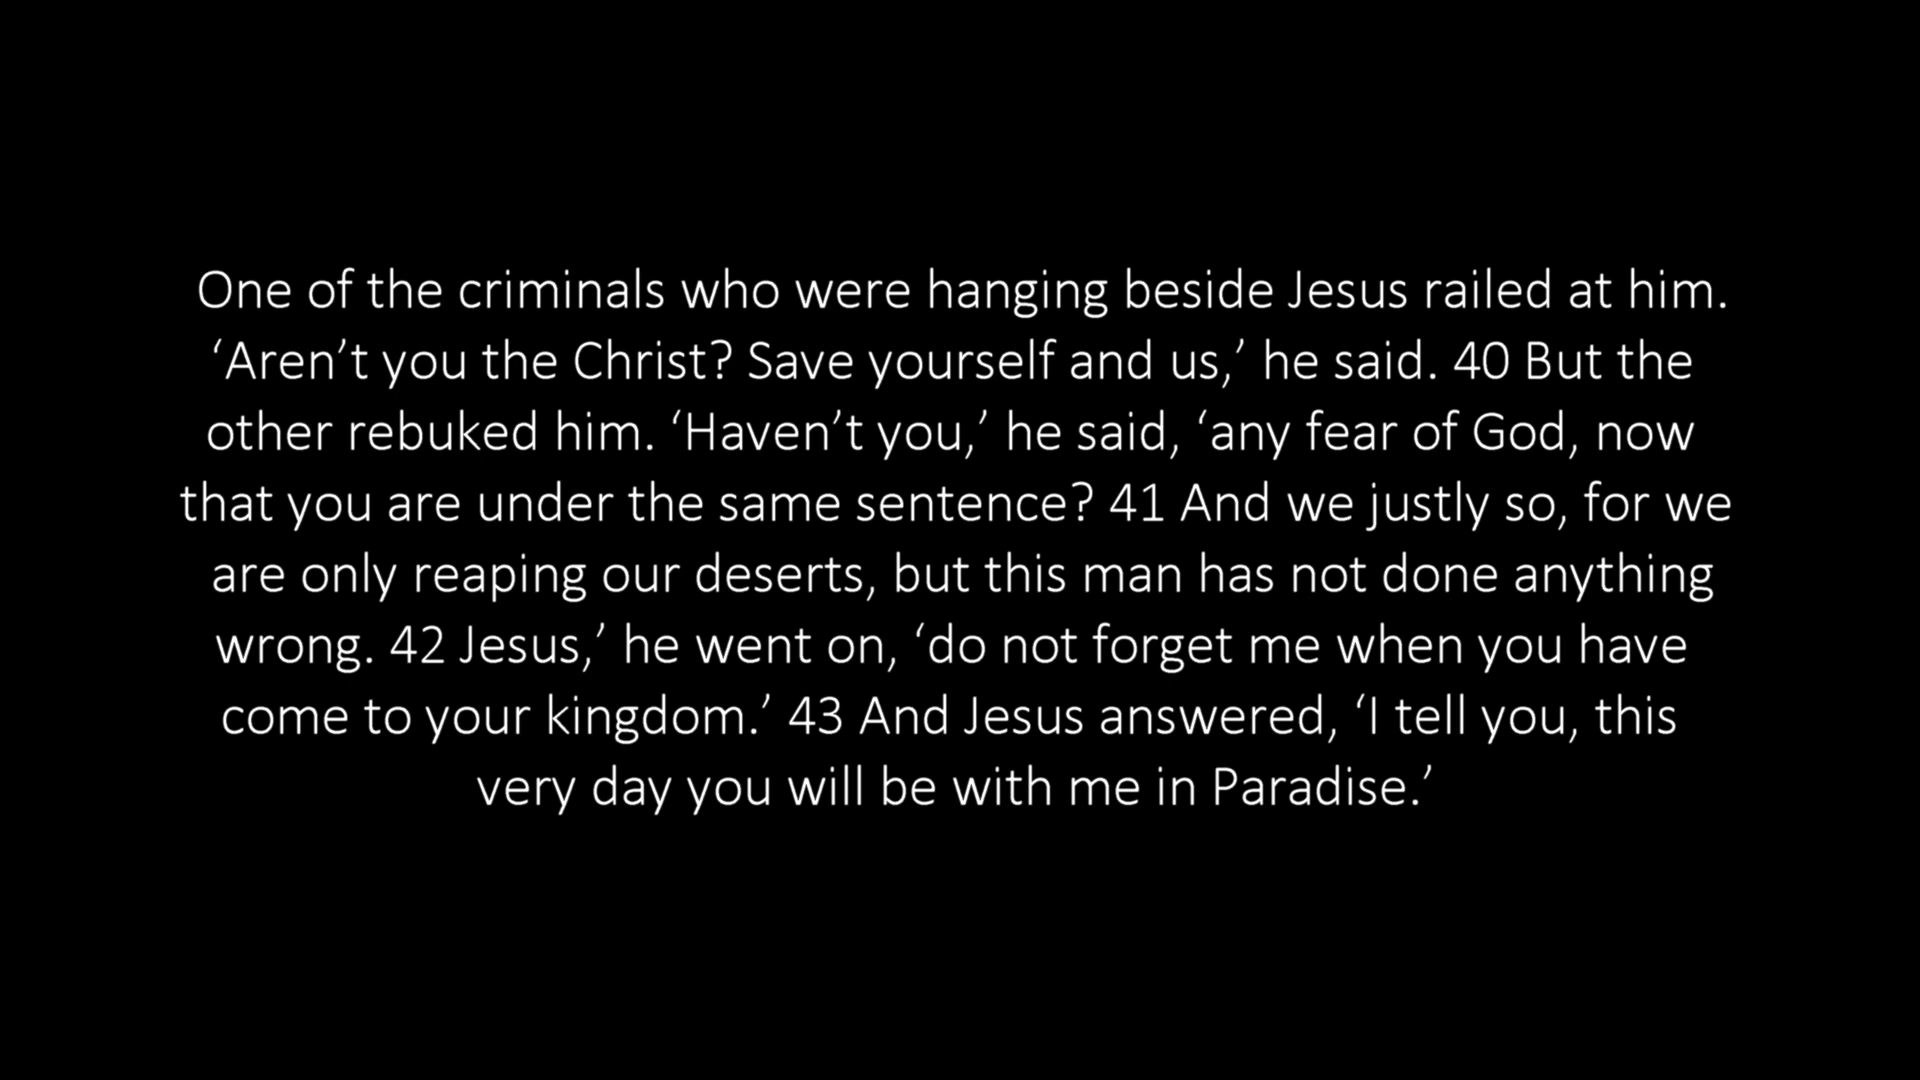 One of the criminals who were hanging beside Jesus railed at him.
‘Aren’t you the Christ? Save yourself and us,’ he said. 40 But the
other rebuked him. ‘Haven’t you,’ he said, ‘any fear of God, now
that you are under the same sentence? 41 And we justly so, for we
are only reaping our deserts, but this man has not done anything
wrong. 42 Jesus,’ he went on, ‘do not forget me when you have
come to your kingdom.’ 43 And Jesus answered, ‘I tell you, this
very day you will be with me in Paradise.’